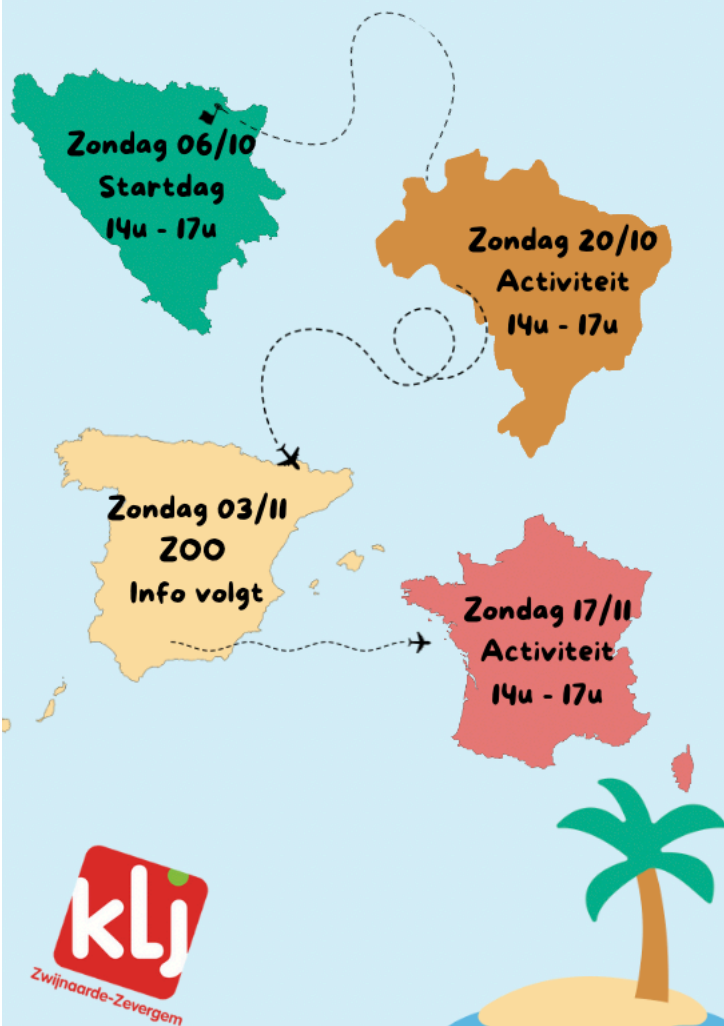 Zondag 06/10
Startdag
14u - 17u
Zondag 20/10
Activiteit
14u - 17u
Zondag 03/11
ZOO
Info volgt
Zondag 17/11
Activiteit
14u - 17u
klj
Zwijnaarde-Zevergem